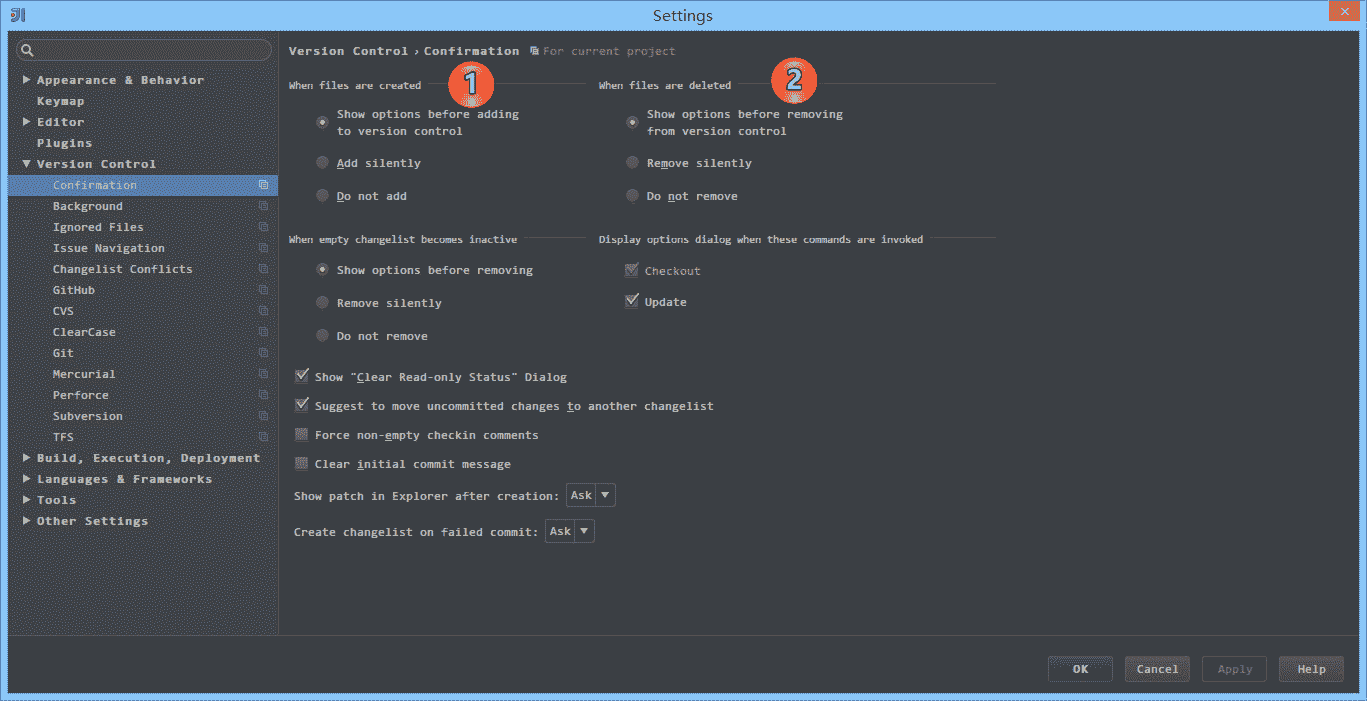 Settings
Version Control › Confirmation For current project
Appearance & Behavior
Keymap
Editor
Plugins
Version Control
Confirmation
Background
Ignored Files
Issue Navigation
Changelist Conflicts
GitHub
CVS
ClearCase
Git
Mercurial
Perforce
Subversion
TFS
Build, Execution, Deployment
Languages & Frameworks
Tools
Other Settings
When files are created
1
Show options before adding
to version control
Add silently
Do not add
When files are deleted
2
Show options before removing
from version control
Remove silently
Do not remove
When empty changelist becomes inactive
Show options before removing
Remove silently
Do not remove
Display options dialog when these commands are invoked
Checkout
Update
Show "Clear Read-only Status" Dialog
Suggest to move uncommitted changes to another changelist
Force non-empty checkin comments
Clear initial commit message
Show patch in Explorer after creation: Ask
Create changelist on failed commit: Ask
OK
Cancel
Apply
Help